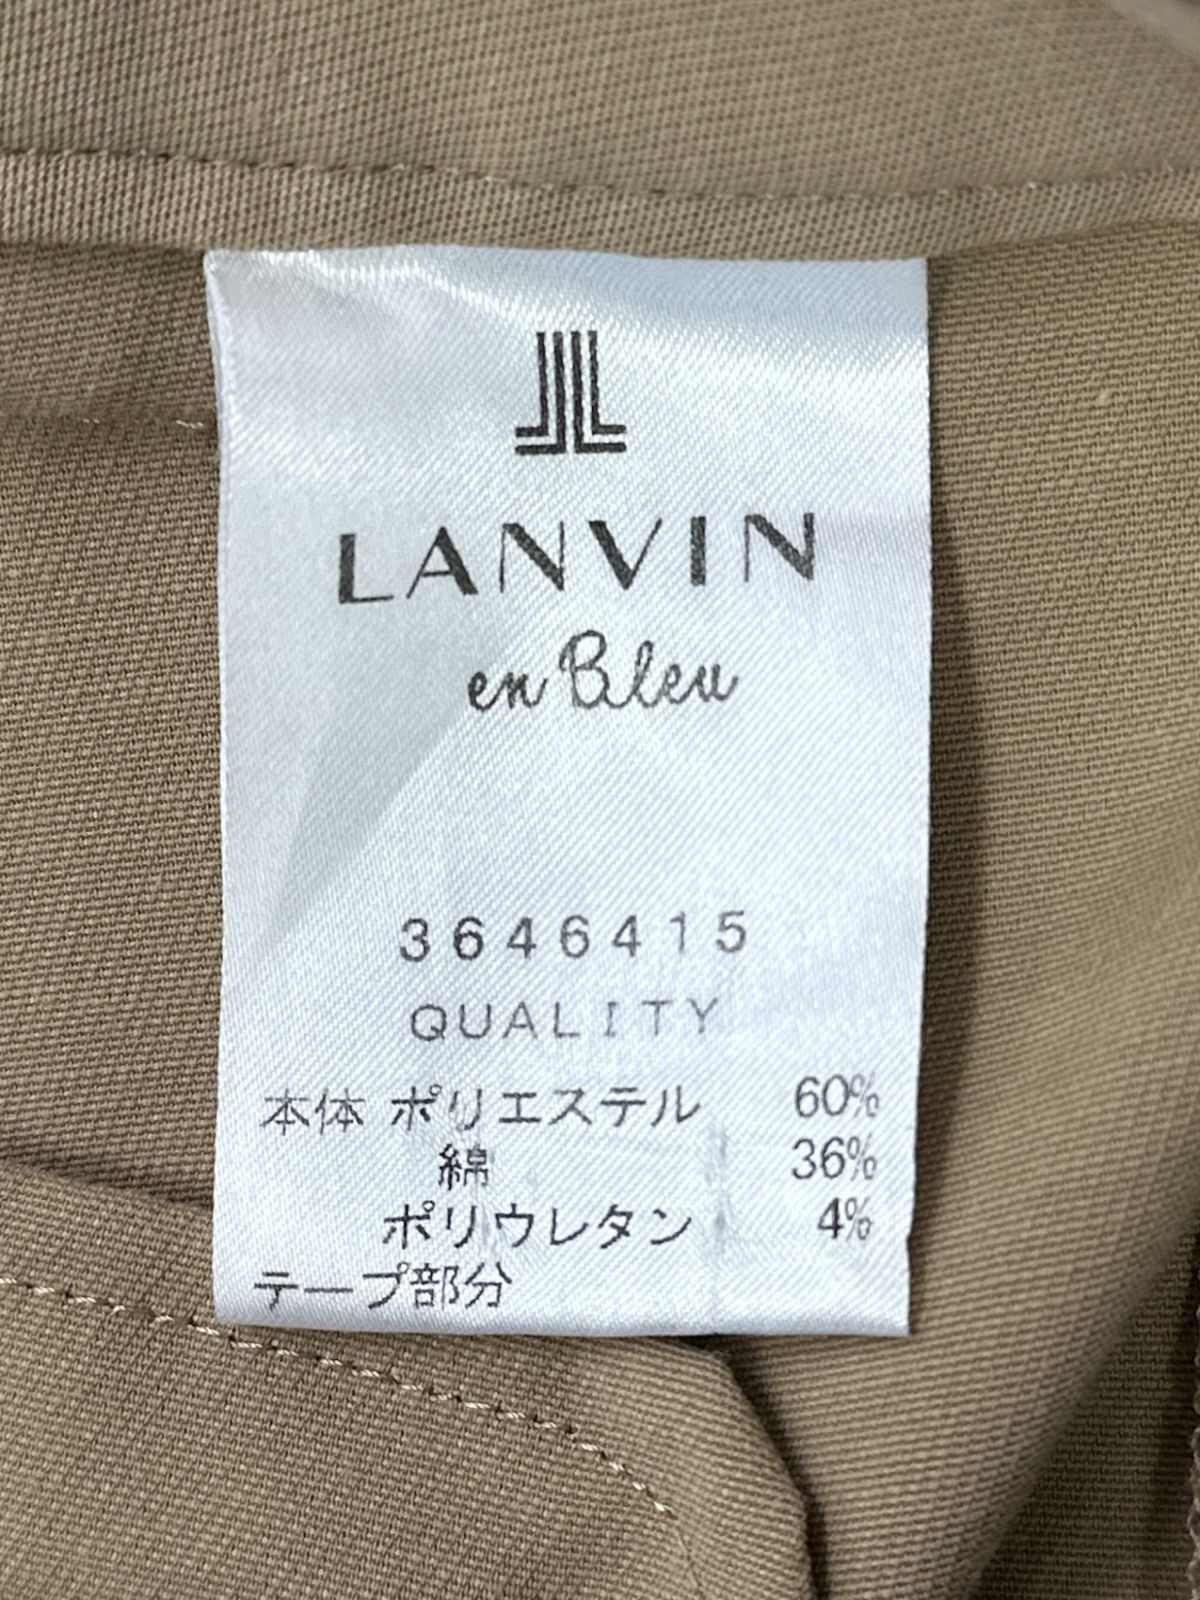 LANVIN
en Bleu
3646415
QUALITY
本体 ポリエステル 60%
綿 36%
ポリウレタン 4%
テープ部分